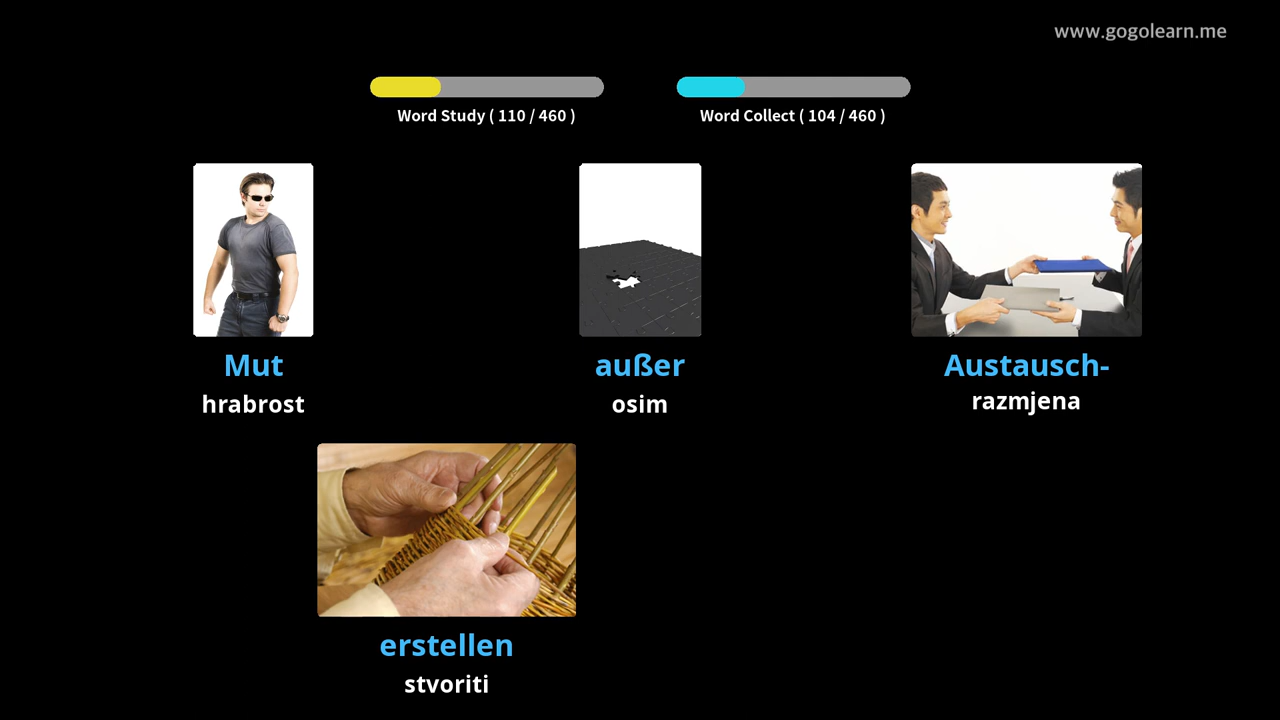 www.gogolearn.me
Word Study ( 110 / 460 )
Word Collect ( 104 / 460 )
Mut
hrabrost
außer
osim
Austausch-
razmjena
erstellen
stvoriti